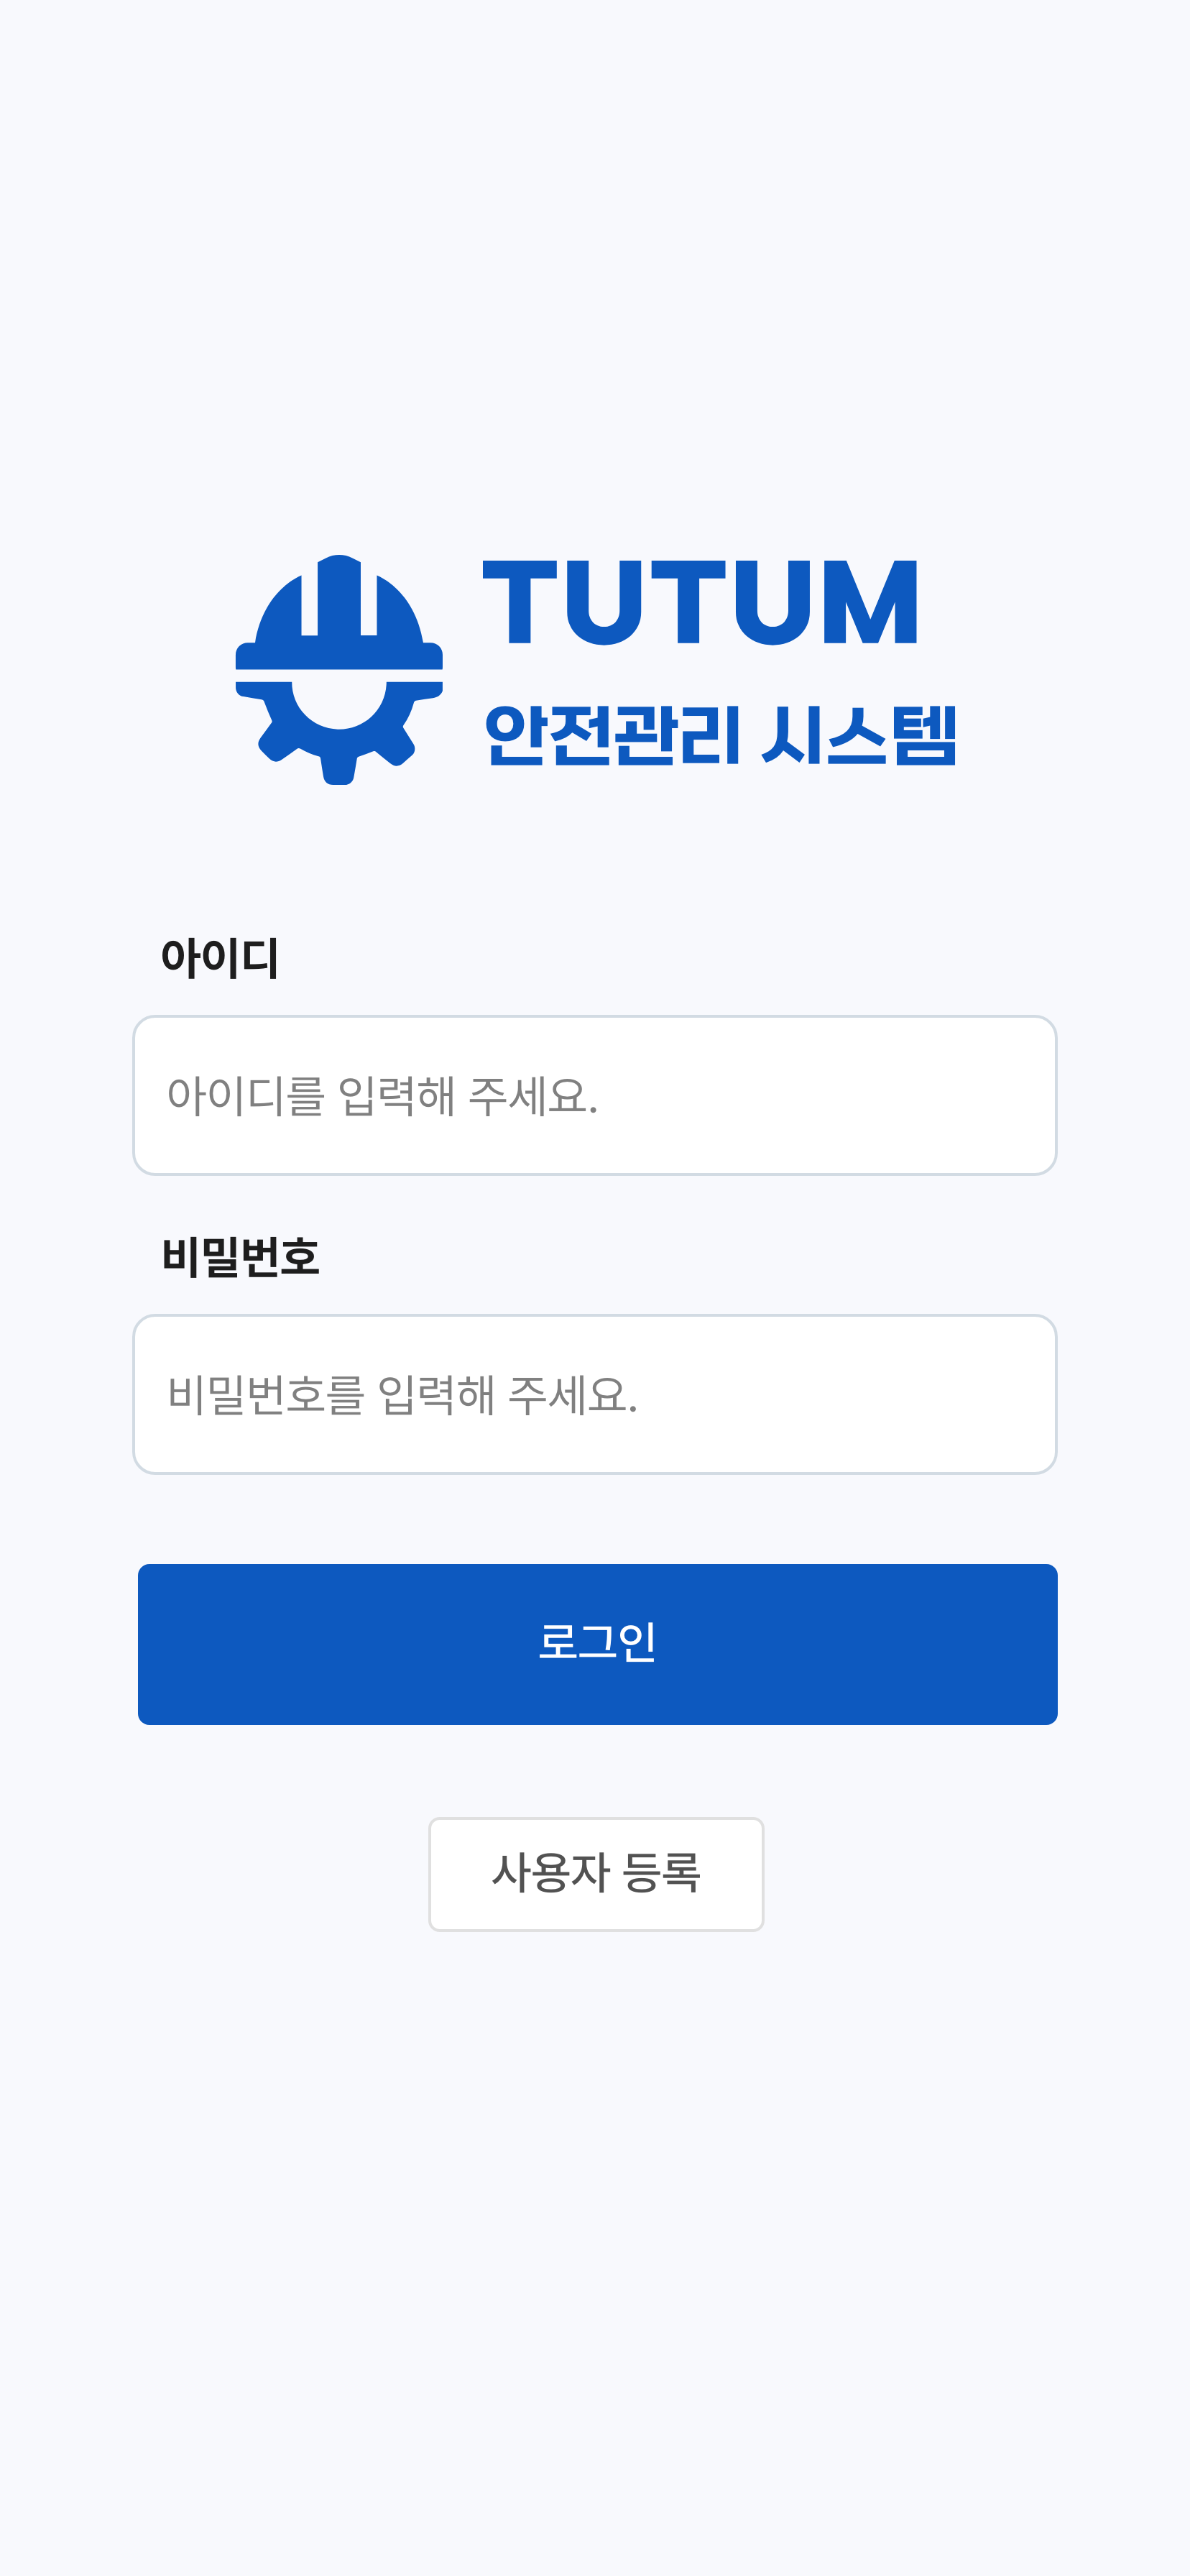 TUTUM
안전관리 시스템
아이디
아이디를 입력해 주세요.
비밀번호
비밀번호를 입력해 주세요.
로그인
사용자 등록